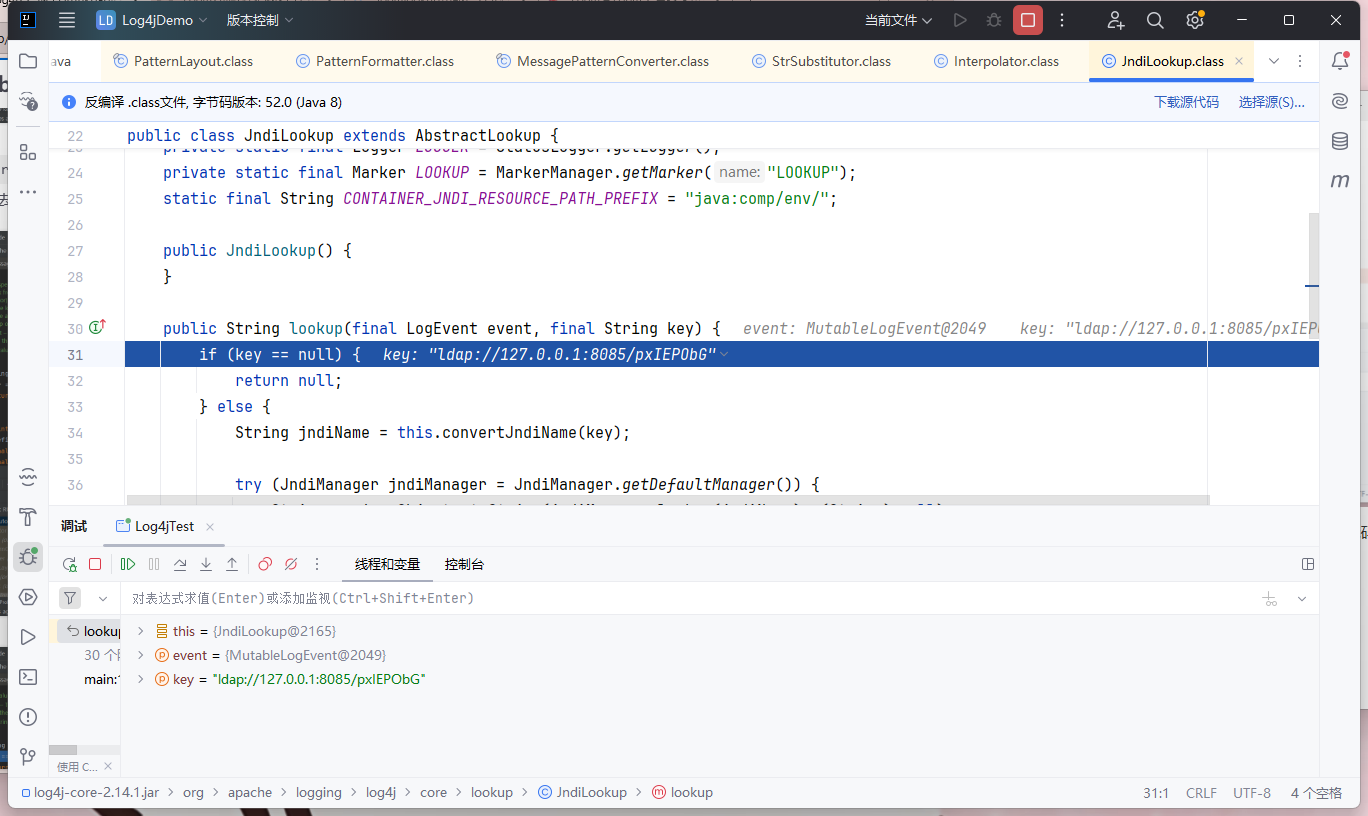 LD Log4jDemo 版本控制 当前文件
ava PatternLayout.class PatternFormatter.class MessagePatternConverter.class StrSubstitutor.class Interpolator.class JndiLookup.class
反编译 .class文件, 字节码版本: 52.0 (Java 8) 下载源代码 选择源(S)...
22 public class JndiLookup extends AbstractLookup {
24 private static final Marker LOOKUP = MarkerManager.getMarker( name: "LOOKUP");
25 static final String CONTAINER_JNDI_RESOURCE_PATH_PREFIX = "java:comp/env/";
26
27 public JndiLookup() {
28 }
29
30 public String lookup(final LogEvent event, final String key) { event: MutableLogEvent@2049 key: "ldap://127.0.0.1:8085/pxIEPO
31 if (key == null) { key: "ldap://127.0.0.1:8085/pxIEPObG"
32 return null;
33 } else {
34 String jndiName = this.convertJndiName(key);
35
36 try (JndiManager jndiManager = JndiManager.getDefaultManager()) {
调试 Log4jTest
线程和变量 控制台
对表达式求值(Enter)或添加监视(Ctrl+Shift+Enter)
lookup this = {JndiLookup@2165}
30 个 event = {MutableLogEvent@2049}
main: key = "ldap://127.0.0.1:8085/pxIEPObG"
使用 C...
log4j-core-2.14.1.jar > org > apache > logging > log4j > core > lookup > JndiLookup > lookup 31:1 CRLF UTF-8 4 个空格